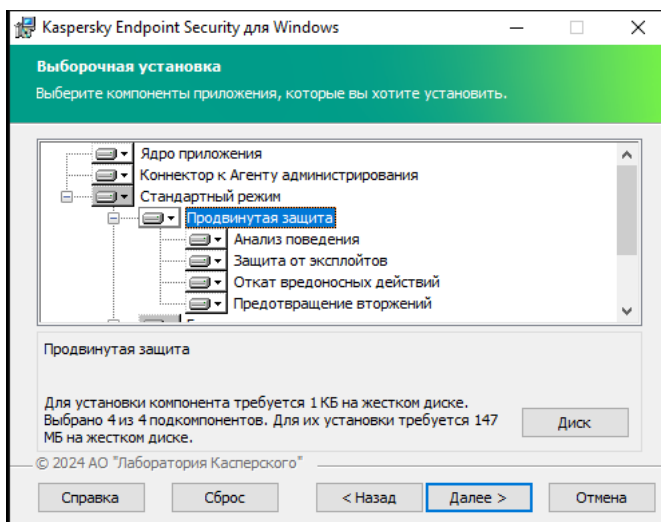 Kaspersky Endpoint Security для Windows
Выборочная установка
Выберите компоненты приложения, которые вы хотите установить.
Ядро приложения
Коннектор к Агенту администрирования
Стандартный режим
Продвинутая защита
Анализ поведения
Защита от эксплойтов
Откат вредоносных действий
Предотвращение вторжений
Продвинутая защита
Для установки компонента требуется 1 КБ на жестком диске.
Выбрано 4 из 4 подкомпонентов. Для их установки требуется 147
МБ на жестком диске.
Диск
© 2024 АО "Лаборатория Касперского"
Справка
Сброс
< Назад
Далее >
Отмена